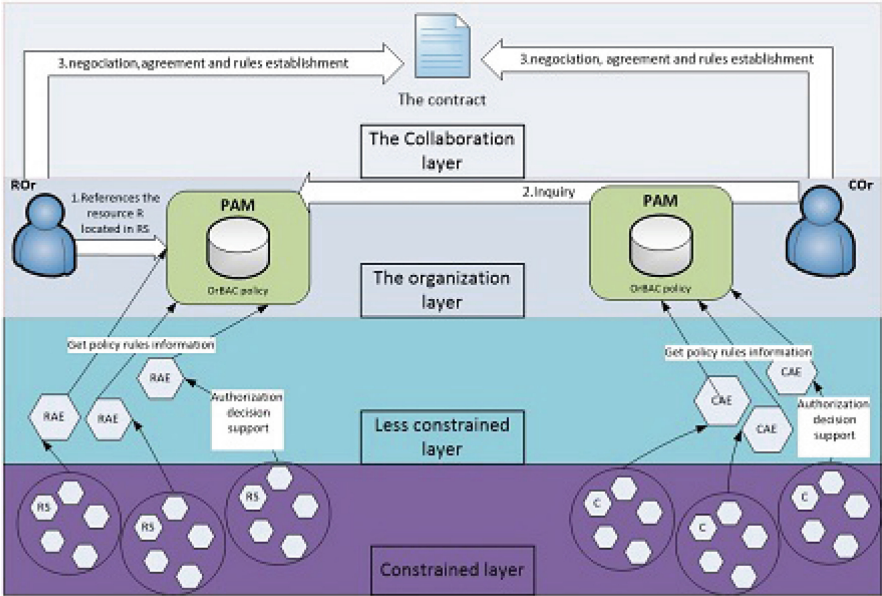 3.negociation,agreement and rules establishment
3.negociation, agreement and rules establishment
The contract
The Collaboration
layer
ROr
COr
1.References the
resource R
located in RS
PAM
2.Inquiry
PAM
OrBAC policy
OrBAC policy
The organization
layer
Get policy rules information
Get policy rules information
RAE
CAE
RAE
RAE
Authorization
decision
support
CAE
CAE
Authorization
decision
support
Less constrained
layer
RS
RS
RS
C
C
C
Constrained layer